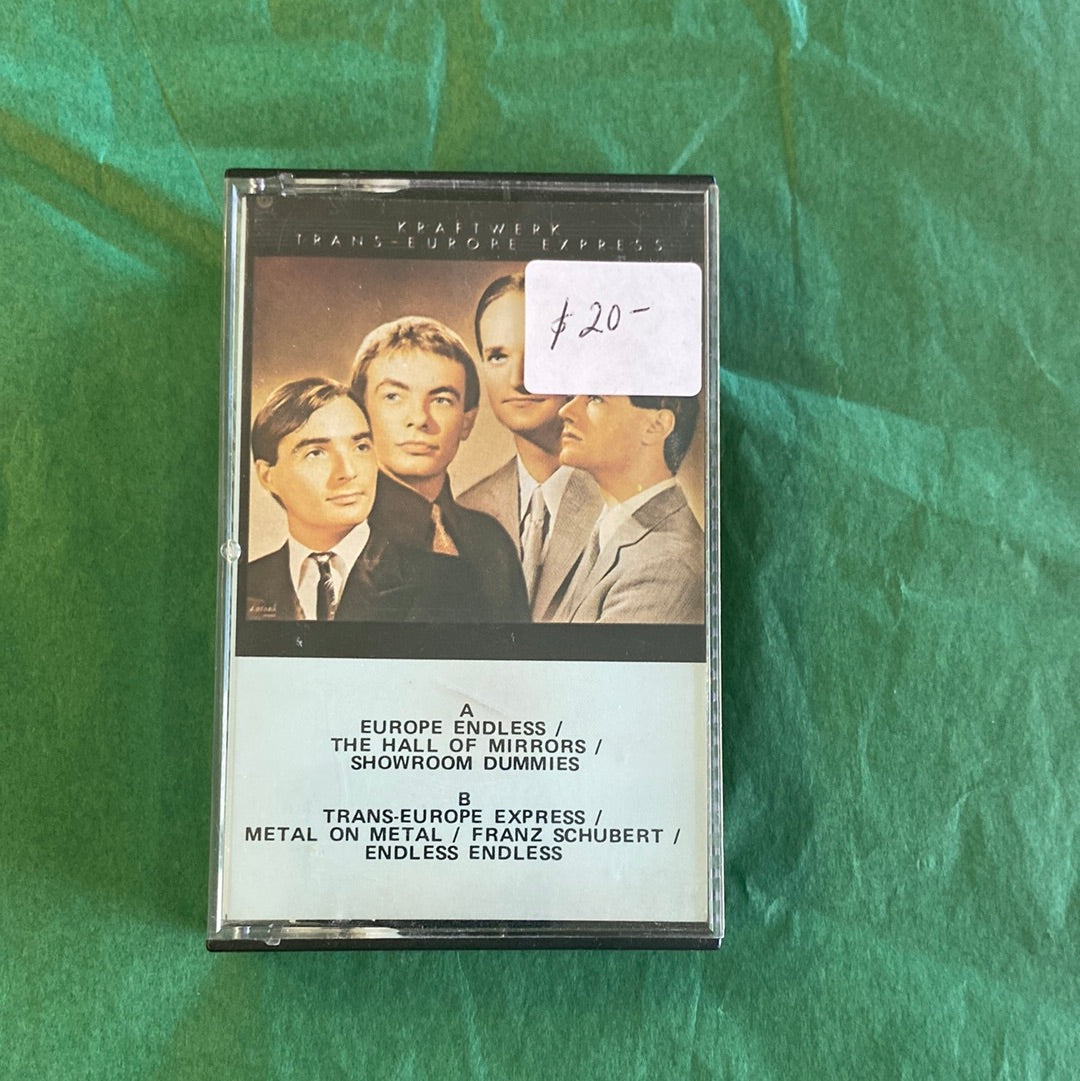 KRAFTWERK
TRANS-EUROPE EXPRESS
$20-
A
EUROPE ENDLESS /
THE HALL OF MIRRORS /
SHOWROOM DUMMIES
B
TRANS-EUROPE EXPRESS /
METAL ON METAL / FRANZ SCHUBERT /
ENDLESS ENDLESS